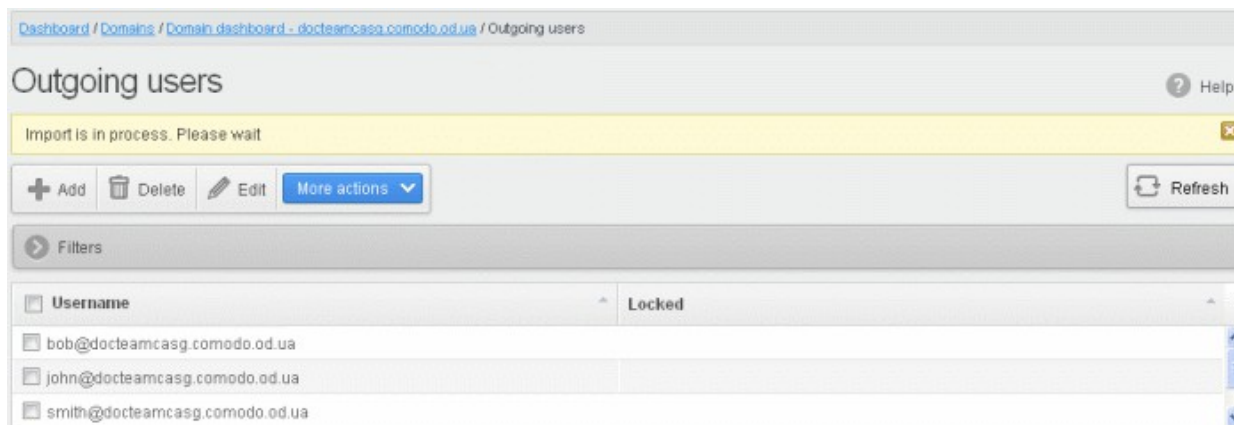 Dashboard / Domains / Domain dashboard - docteamcasg.comodo.od.ua / Outgoing users
Outgoing users
Help
Import is in process. Please wait
Add Delete Edit More actions Refresh
Filters
Username Locked
bob@docteamcasg.comodo.od.ua
john@docteamcasg.comodo.od.ua
smith@docteamcasg.comodo.od.ua